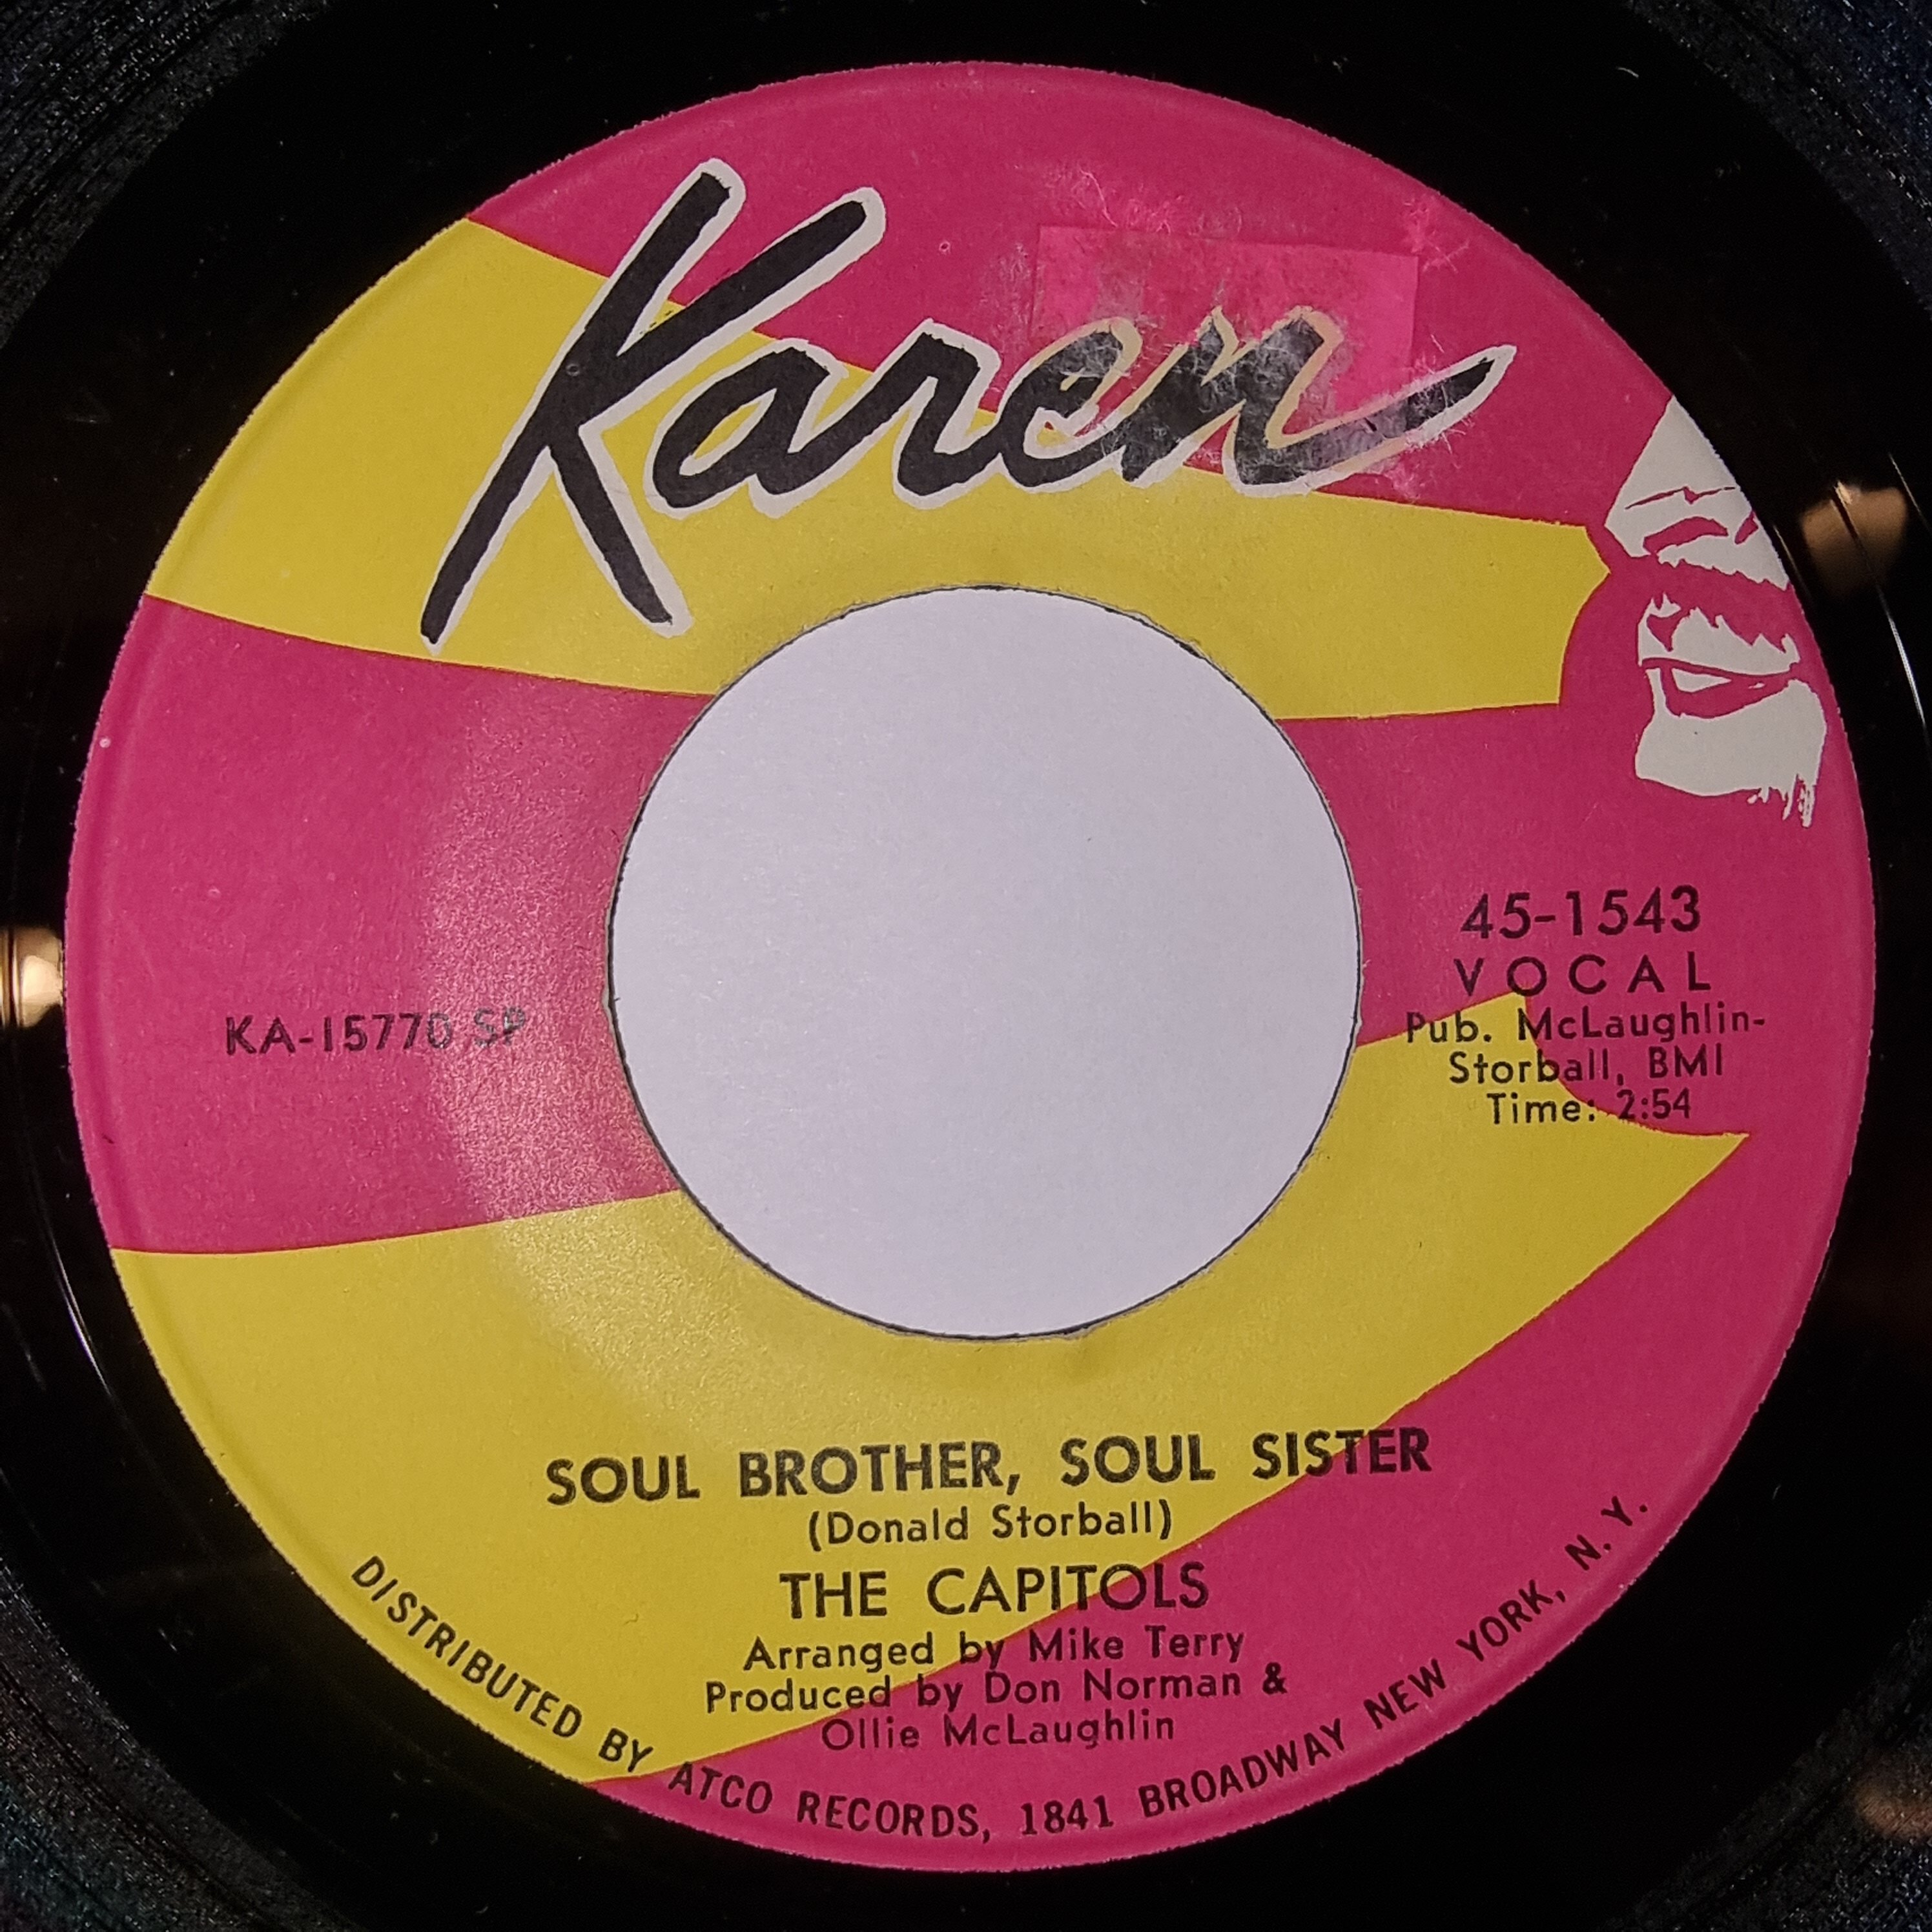 Karen
45-1543
VOCAL
Pub. McLaughlin-
Storball, BMI
Time: 2:54
KA-15770 SP
SOUL BROTHER, SOUL SISTER
(Donald Storball)
THE CAPITOLS
Arranged by Mike Terry
Produced by Don Norman &
Ollie McLaughlin
DISTRIBUTED BY ATCO RECORDS, 1841 BROADWAY NEW YORK, N. Y.